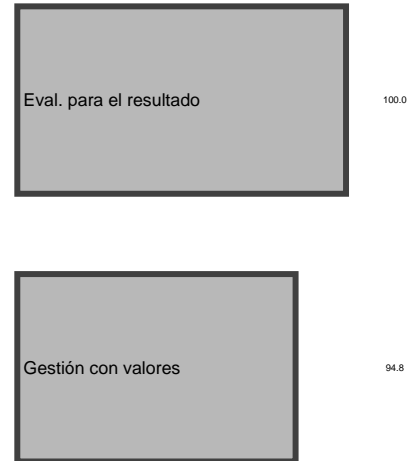 Eval. para el resultado 100.0
Gestión con valores 94.8